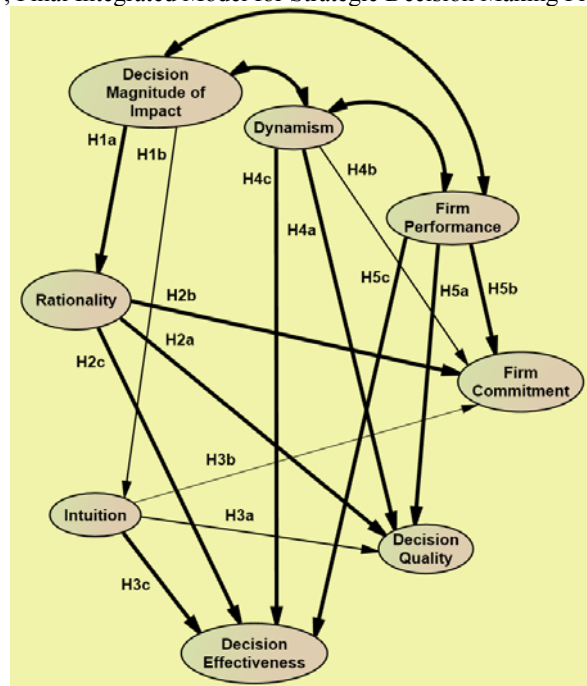 , Final Integrated Model for Strategic Decision Making Pr
Decision
Magnitude of
Impact
Dynamism
H1a
H1b
H4c
H4b
Firm
Performance
H4a
H5c
H5a
H5b
Rationality
H2b
H2a
H2c
Firm
Commitment
H3b
Intuition
H3a
Decision
Quality
H3c
Decision
Effectiveness